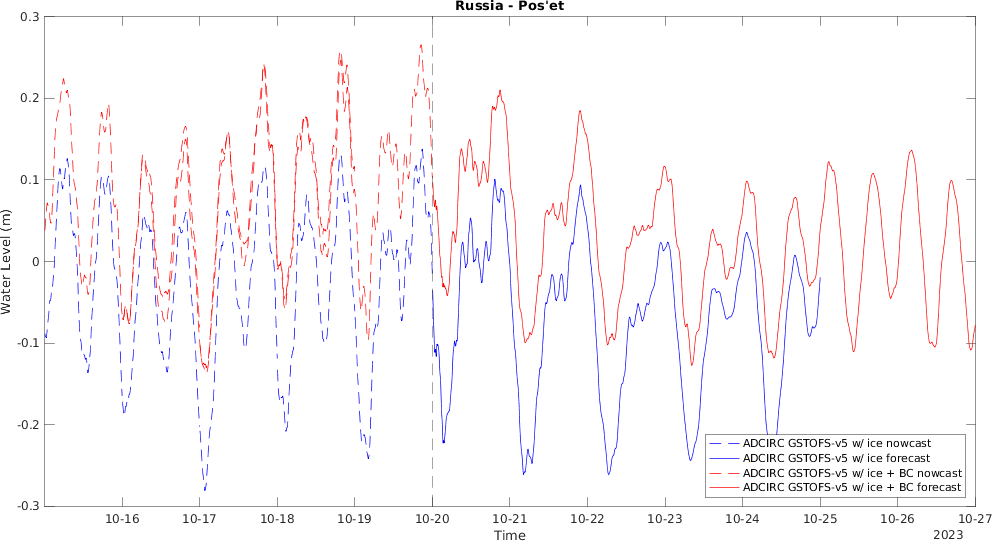 Russia - Pos'et
0.3
0.2
0.1
0
-0.1
-0.2
-0.3
Water Level (m)
ADCIRC GSTOFS-v5 w/ ice nowcast
ADCIRC GSTOFS-v5 w/ ice forecast
ADCIRC GSTOFS-v5 w/ ice + BC nowcast
ADCIRC GSTOFS-v5 w/ ice + BC forecast
10-16 10-17 10-18 10-19 10-20 10-21 10-22 10-23 10-24 10-25 10-26 10-27
Time
2023